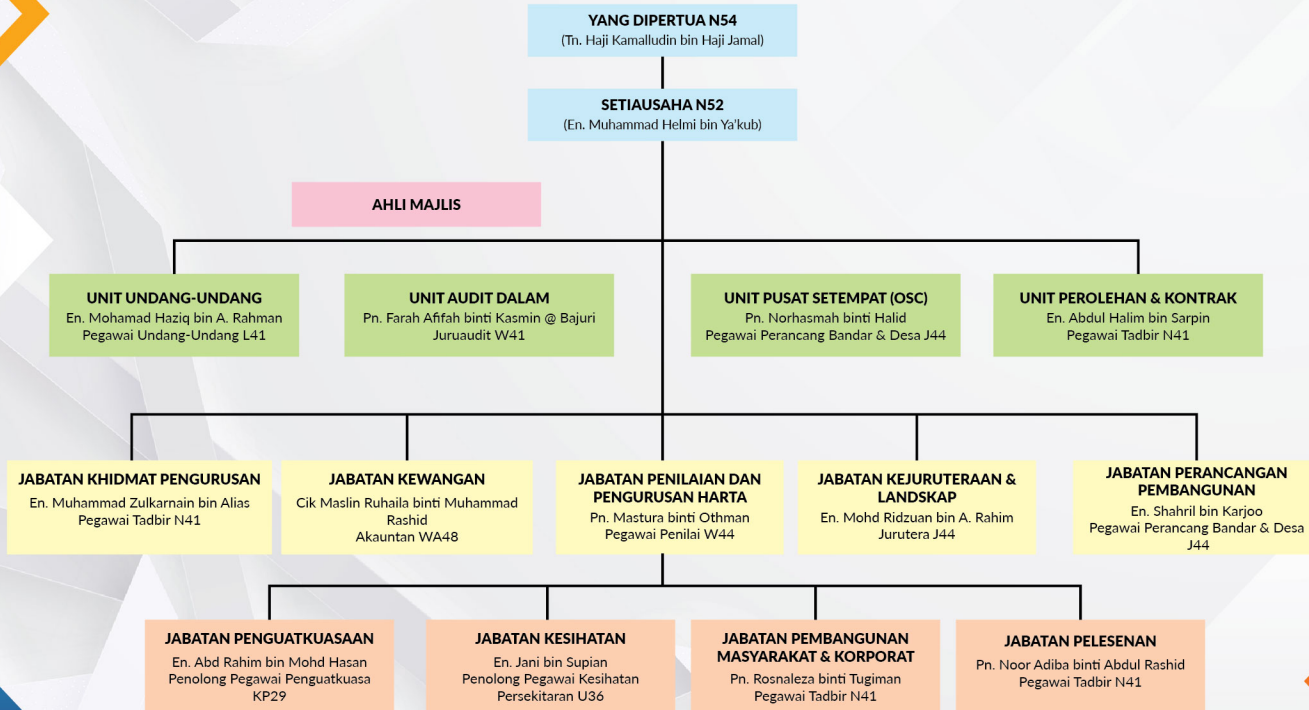 YANG DIPERTUA N54
(Tn. Haji Kamalludin bin Haji Jamal)
SETIAUSAHA N52
(En. Muhammad Helmi bin Ya'kub)
AHLI MAJLIS
UNIT UNDANG-UNDANG
En. Mohamad Haziq bin A. Rahman
Pegawai Undang-Undang L41
UNIT AUDIT DALAM
Pn. Farah Afifah binti Kasmin @ Bajuri
Juruaudit W41
UNIT PUSAT SETEMPAT (OSC)
Pn. Norhasmah binti Halid
Pegawai Perancang Bandar & Desa J44
UNIT PEROLEHAN & KONTRAK
En. Abdul Halim bin Sarpin
Pegawai Tadbir N41
JABATAN KHIDMAT PENGURUSAN
En. Muhammad Zulkarnain bin Alias
Pegawai Tadbir N41
JABATAN KEWANGAN
Cik Maslin Ruhaila binti Muhammad
Rashid
Akauntan WA48
JABATAN PENILAIAN DAN
PENGURUSAN HARTA
Pn. Mastura binti Othman
Pegawai Penilai W44
JABATAN KEJURUTERAAN &
LANDSKAP
En. Mohd Ridzuan bin A. Rahim
Jurutera J44
JABATAN PERANCANGAN
PEMBANGUNAN
En. Shahril bin Karjoo
Pegawai Perancang Bandar & Desa
J44
JABATAN PENGUATKUASAAN
En. Abd Rahim bin Mohd Hasan
Penolong Pegawai Penguatkuasa
KP29
JABATAN KESIHATAN
En. Jani bin Supian
Penolong Pegawai Kesihatan
Persekitaran U36
JABATAN PEMBANGUNAN
MASYARAKAT & KORPORAT
Pn. Rosnaleza binti Tugiman
Pegawai Tadbir N41
JABATAN PELESENAN
Pn. Noor Adiba binti Abdul Rashid
Pegawai Tadbir N41